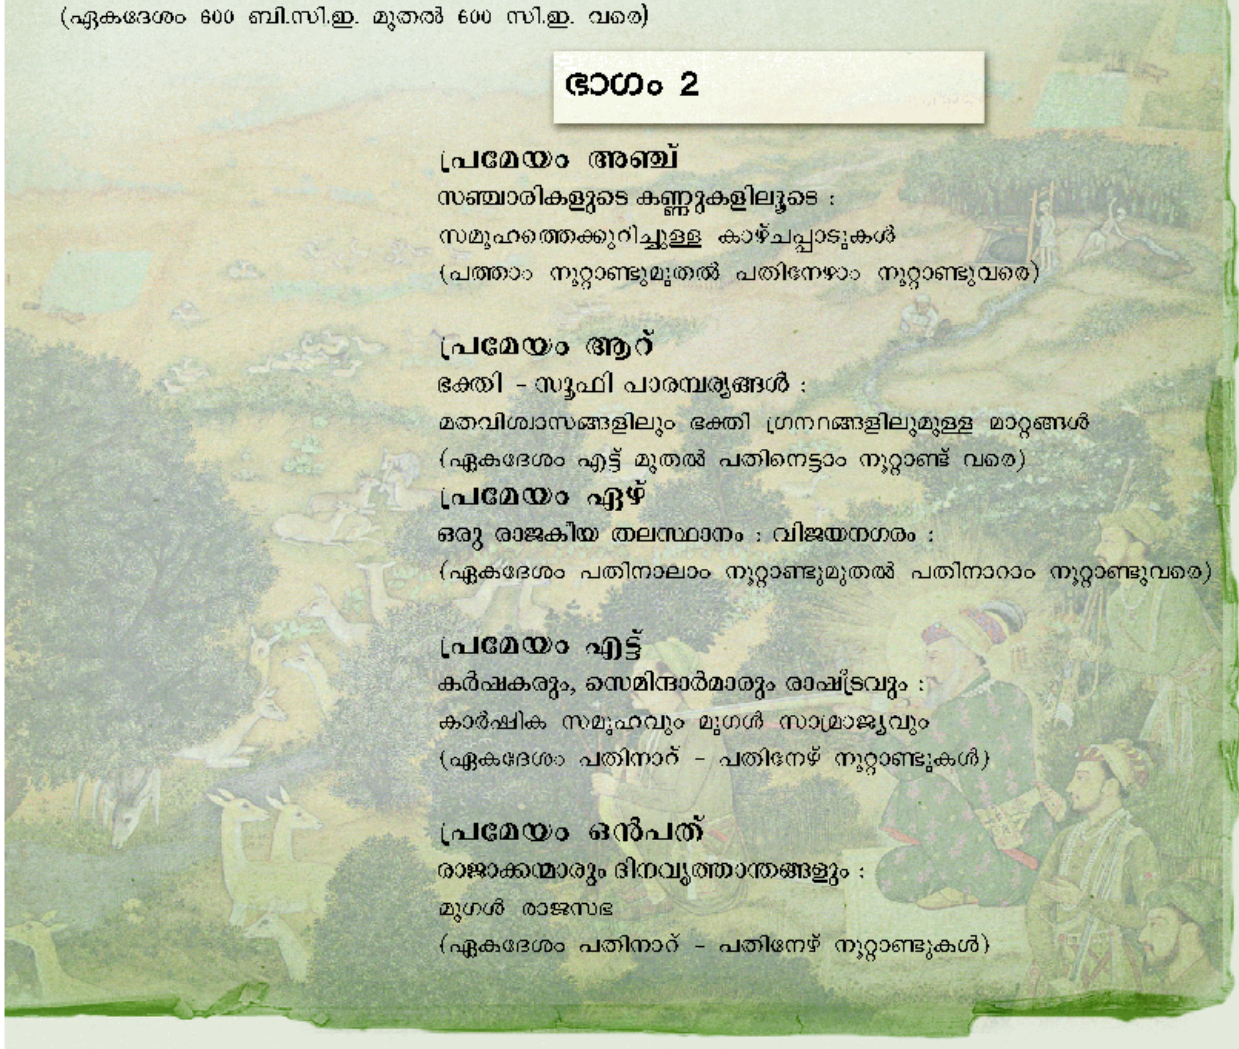 (ഏകദേശം 600 ബി.സി.ഇ. മുതൽ 600 സി.ഇ. വരെ)
ഭാഗം 2
പ്രമേയം അഞ്ച്
സഞ്ചാരികളുടെ കണ്ണുകളിലൂടെ :
സമൂഹത്തെക്കുറിച്ചുള്ള കാഴ്ചപ്പാടുകൾ
(പത്താം നൂറ്റാണ്ടുമുതൽ പതിനേഴാം നൂറ്റാണ്ടുവരെ)
പ്രമേയം ആറ്
ഭക്തി - സൂഫി പാരമ്പര്യങ്ങൾ :
മതവിശ്വാസങ്ങളിലും ഭക്തി ഗ്രന്ഥങ്ങളിലുമുള്ള മാറ്റങ്ങൾ
(ഏകദേശം എട്ട് മുതൽ പതിനെട്ടാം നൂറ്റാണ്ട് വരെ)
പ്രമേയം ഏഴ്
ഒരു രാജകീയ തലസ്ഥാനം : വിജയനഗരം :
(ഏകദേശം പതിനാലാം നൂറ്റാണ്ടുമുതൽ പതിനാറാം നൂറ്റാണ്ടുവരെ)
പ്രമേയം എട്ട്
കർഷകരും, സെമിന്ദാർമാരും രാഷ്ട്രവും :
കാർഷിക സമൂഹവും മുഗൾ സാമ്രാജ്യവും
(ഏകദേശം പതിനാറ് - പതിനേഴ് നൂറ്റാണ്ടുകൾ)
പ്രമേയം ഒൻപത്
രാജാക്കന്മാരും ദിനവൃത്താന്തങ്ങളും :
മുഗൾ രാജസഭ
(ഏകദേശം പതിനാറ് - പതിനേഴ് നൂറ്റാണ്ടുകൾ)